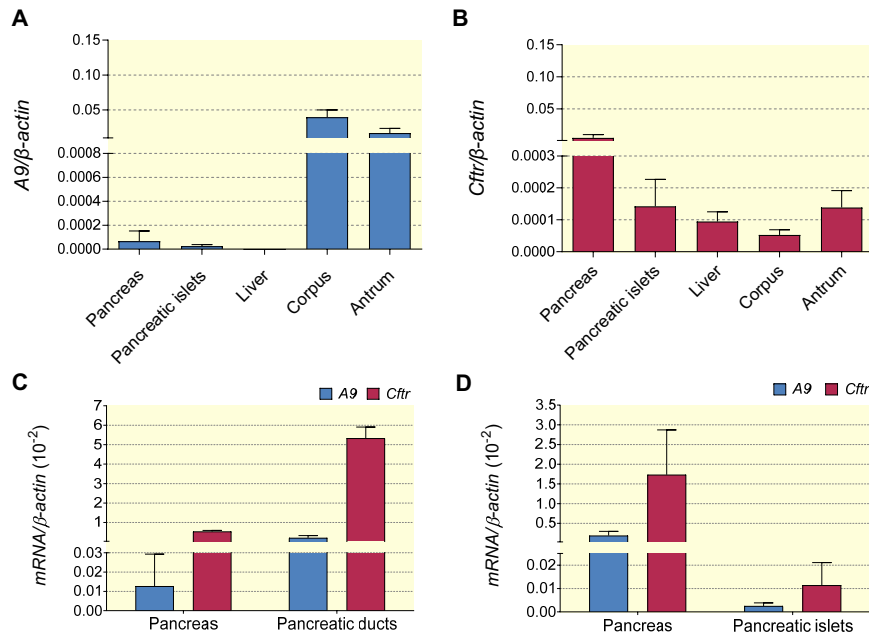 A
A9/β-actin
0.15
0.10
0.05
0.0008
0.0006
0.0004
0.0002
0.0000
Pancreas
Pancreatic islets
Liver
Corpus
Antrum
B
Cftr/β-actin
0.15
0.10
0.05
0.0003
0.0002
0.0001
0.0000
Pancreas
Pancreatic islets
Liver
Corpus
Antrum
C
A9 Cftr
mRNA/β-actin (10⁻²)
7
6
5
4
3
2
1
0.03
0.02
0.01
0.00
Pancreas
Pancreatic ducts
D
A9 Cftr
mRNA/β-actin (10⁻²)
3.5
3.0
2.5
2.0
1.5
1.0
0.5
0.02
0.01
0.00
Pancreas
Pancreatic islets